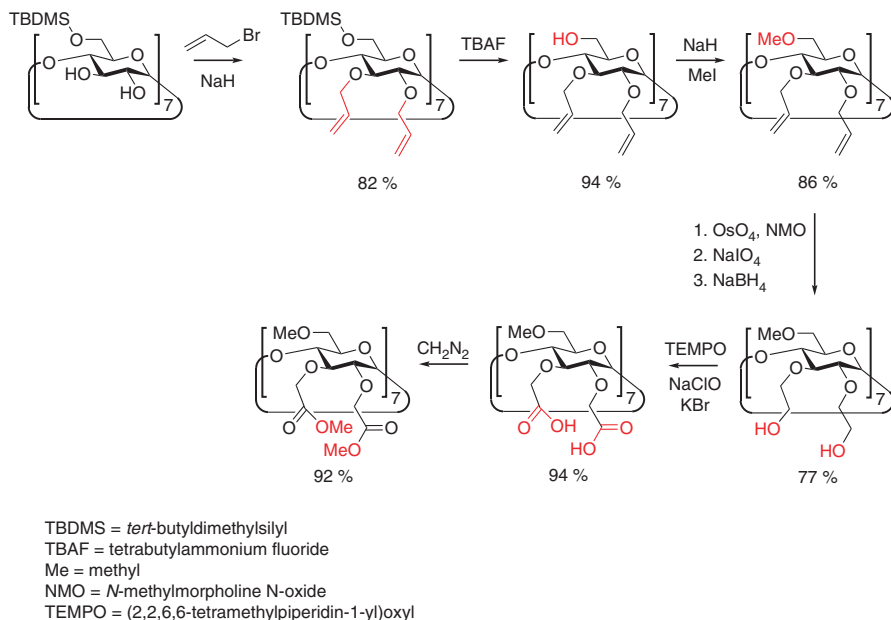 TBDMS
O
O
O
HO
HO
O
7
Br
NaH
TBDMS
O
O
O
O
O
O
7
82 %
TBAF
HO
O
O
O
O
O
7
94 %
NaH
MeI
MeO
O
O
O
O
O
7
86 %
1. OsO4, NMO
2. NaIO4
3. NaBH4
MeO
O
O
O
O
O
7
HO
HO
77 %
TEMPO
NaClO
KBr
MeO
O
O
O
O
O
7
O
OH
HO
O
94 %
CH2N2
MeO
O
O
O
O
O
7
O
OMe
MeO
O
92 %
TBDMS = tert-butyldimethylsilyl
TBAF = tetrabutylammonium fluoride
Me = methyl
NMO = N-methylmorpholine N-oxide
TEMPO = (2,2,6,6-tetramethylpiperidin-1-yl)oxyl